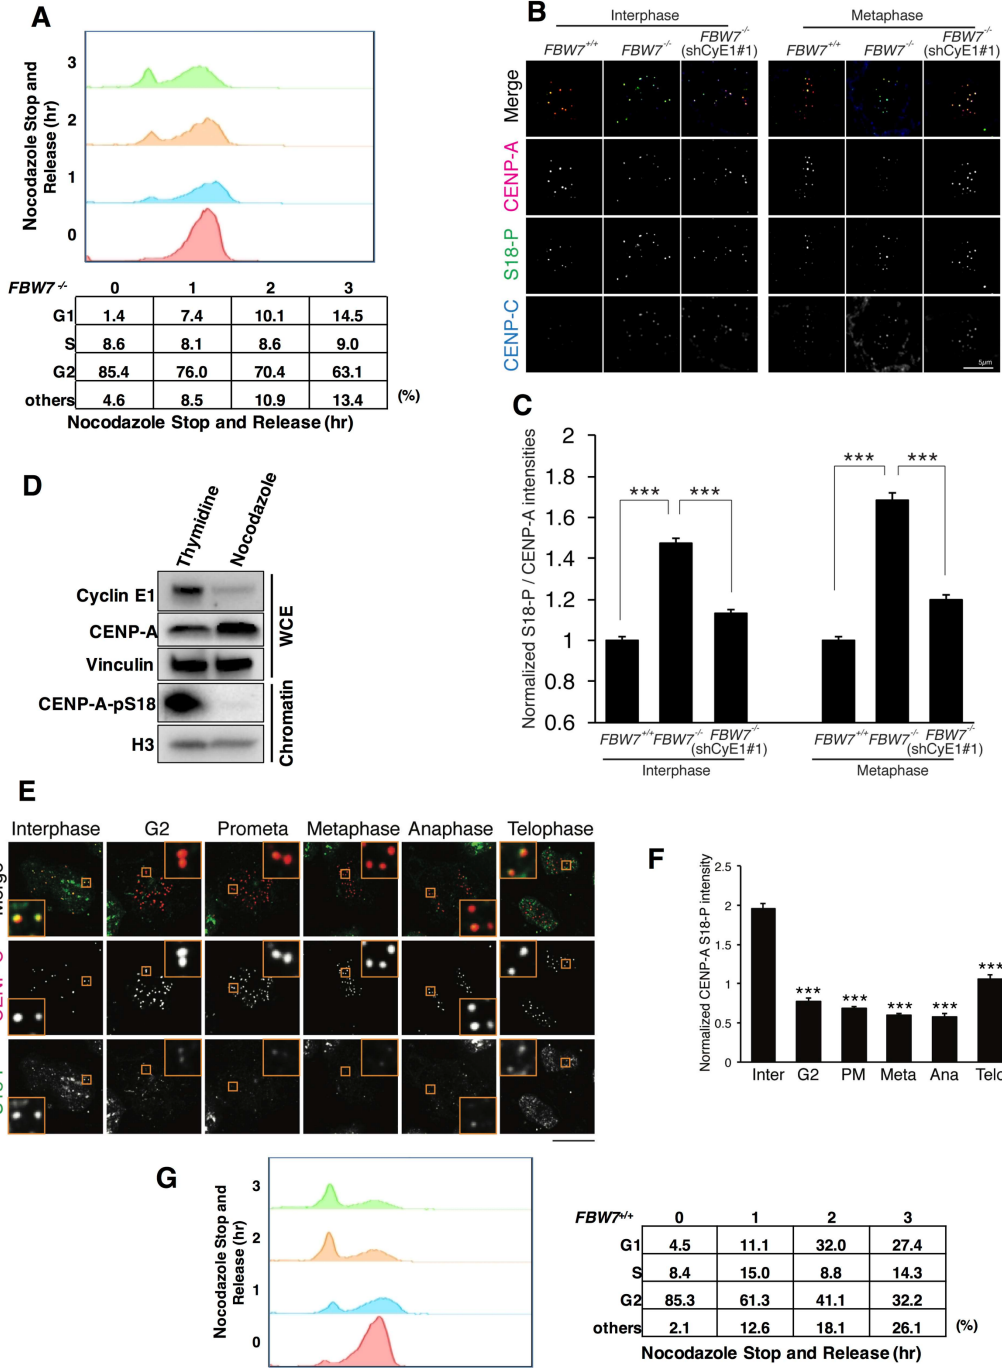 A
Nocodazole Stop and
Release (hr)
3
2
1
0
FBW7 -/- 0 1 2 3
G1 1.4 7.4 10.1 14.5
S 8.6 8.1 8.6 9.0
G2 85.4 76.0 70.4 63.1
others 4.6 8.5 10.9 13.4 (%)
Nocodazole Stop and Release (hr)
B
Interphase Metaphase
FBW7+/+ FBW7-/- FBW7-/- (shCyE1#1) FBW7+/+ FBW7-/- FBW7-/- (shCyE1#1)
Merge
CENP-A
S18-P
CENP-C
5µm
C
Normalized S18-P / CENP-A intensities
2
1.8
1.6
1.4
1.2
1
0.8
0.6
*** *** *** ***
FBW7+/+ FBW7-/- FBW7-/- (shCyE1#1) FBW7+/+ FBW7-/- FBW7-/- (shCyE1#1)
Interphase Metaphase
D
Thymidine Nocodazole
Cyclin E1
CENP-A
Vinculin
WCE
CENP-A-pS18
H3
Chromatin
E
Interphase G2 Prometa Metaphase Anaphase Telophase
F
Normalized CENP-A S18-P intensity
2.5
2
1.5
1
0.5
0
*** *** *** *** ***
Inter G2 PM Meta Ana Telo
G
Nocodazole Stop and
Release (hr)
3
2
1
0
FBW7+/+ 0 1 2 3
G1 4.5 11.1 32.0 27.4
S 8.4 15.0 8.8 14.3
G2 85.3 61.3 41.1 32.2
others 2.1 12.6 18.1 26.1 (%)
Nocodazole Stop and Release (hr)